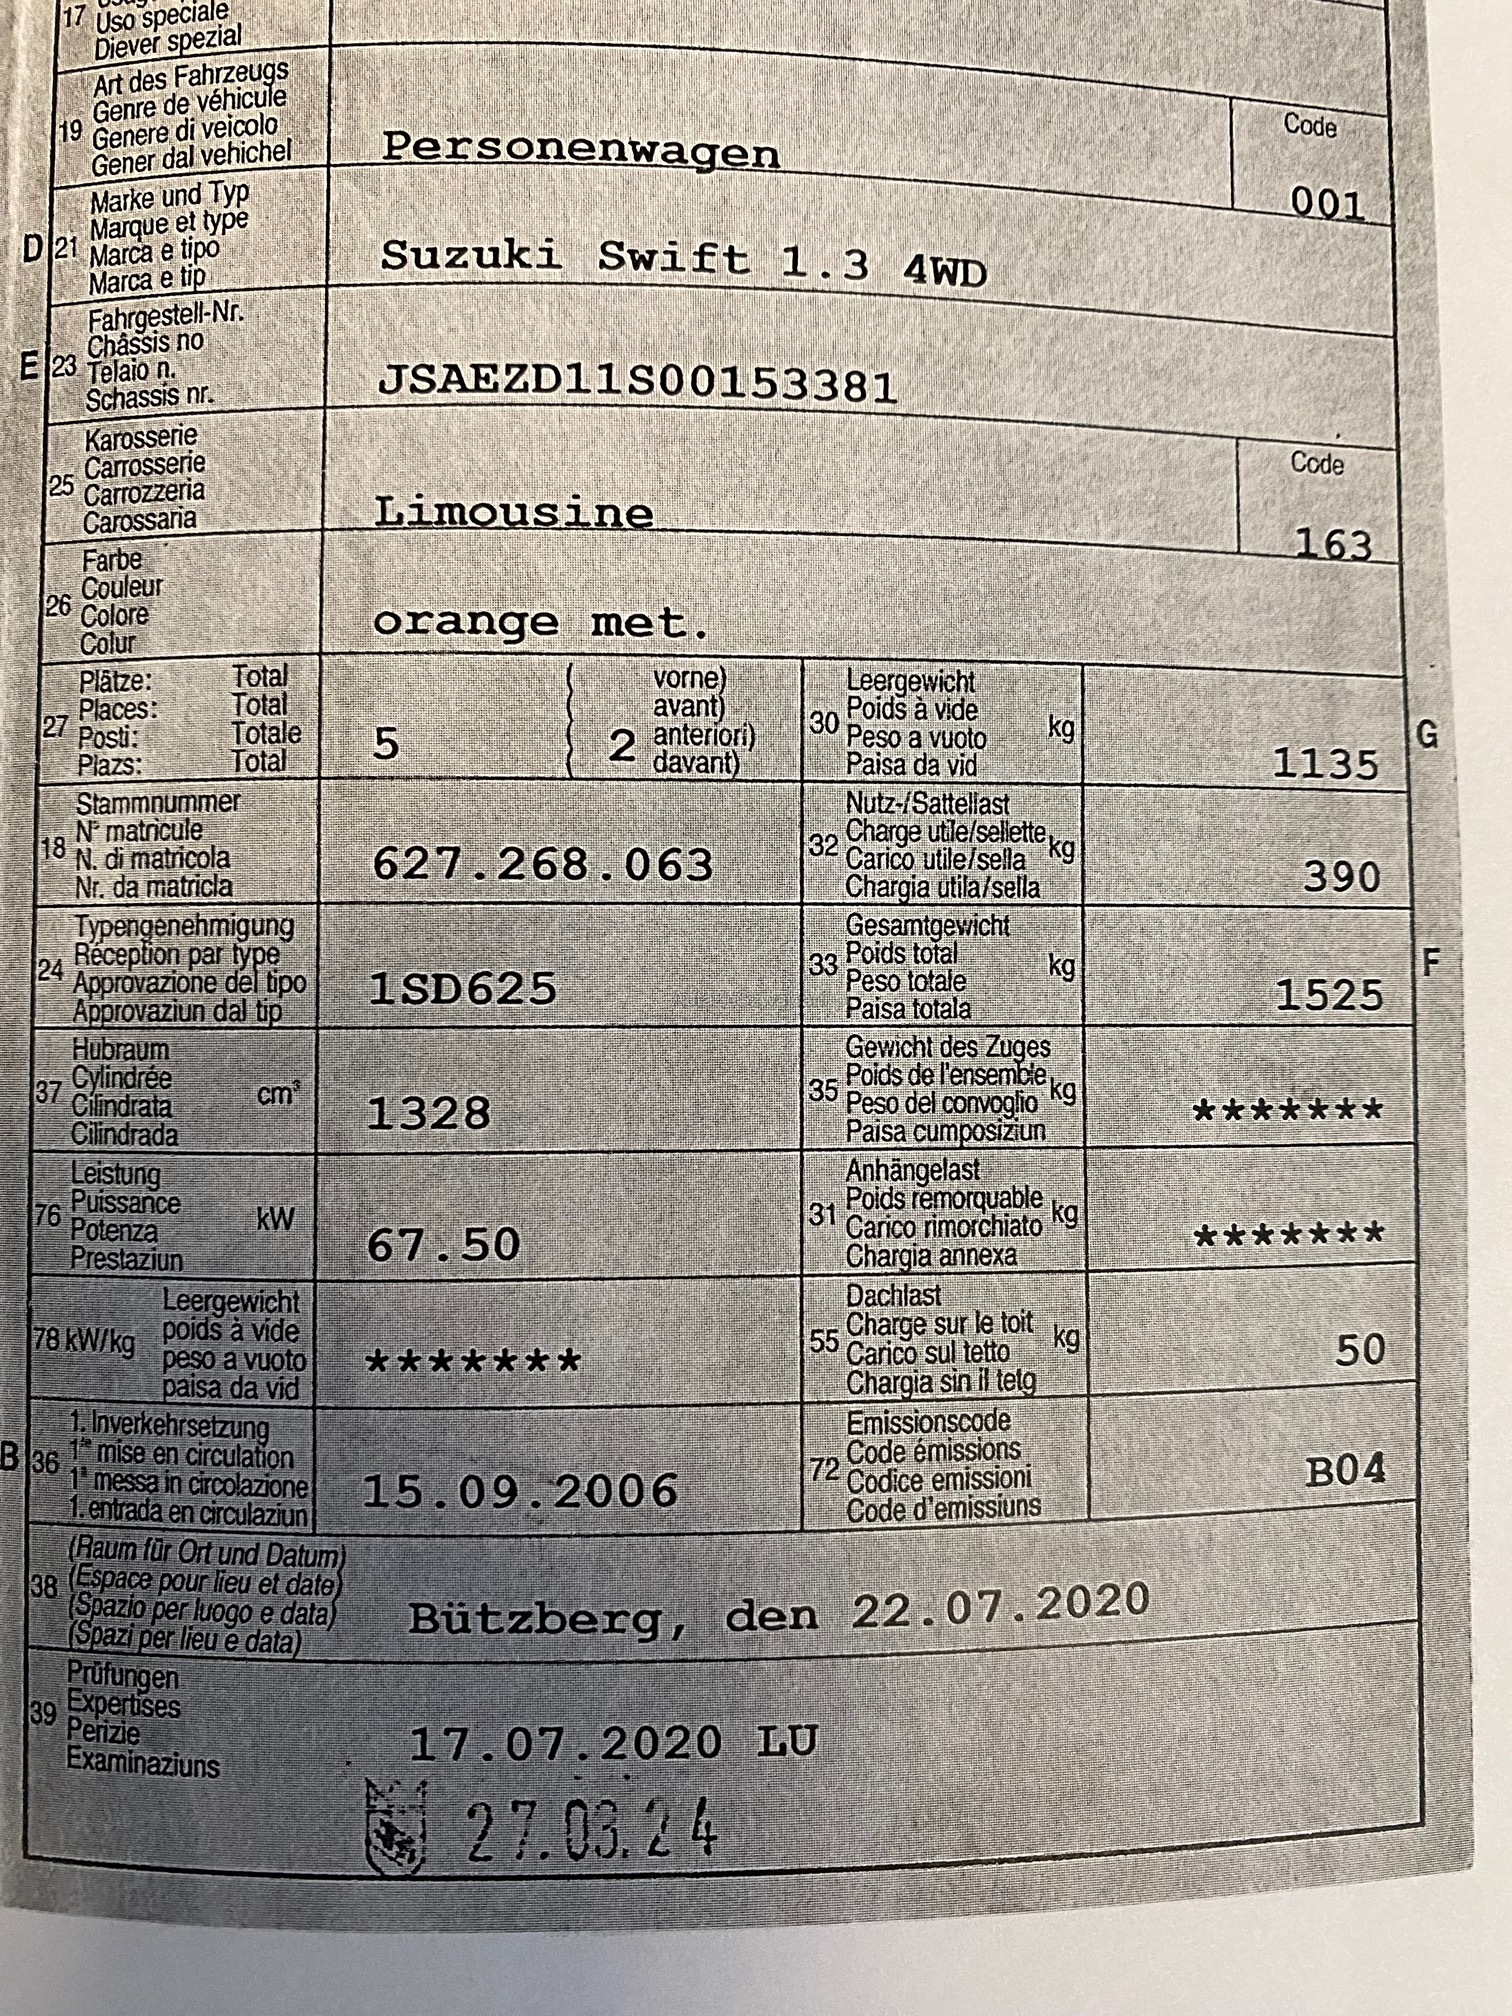 17 Uso speciale
Diever spezial
19 Art des Fahrzeugs
Genre de véhicule
Genere di veicolo
Gener dal vehichel
Personenwagen
Code
001
D 21 Marke und Typ
Marque et type
Marca e tipo
Marca e tip
Suzuki Swift 1.3 4WD
E 23 Fahrgestell-Nr.
Châssis no
Telaio n.
Schassis nr.
JSAEZD11S00153381
25 Karosserie
Carrosserie
Carrozzeria
Carossaria
Limousine
Code
163
26 Farbe
Couleur
Colore
Colur
orange met.
27 Plätze: Total
Places: Total
Posti: Totale
Plazs: Total
5 ( 2 vorne)
avant)
anteriori)
davant)
30 Leergewicht
Poids à vide
Peso a vuoto
Paisa da vid
kg
1135
G
18 Stammnummer
N° matricule
N. di matricola
Nr. da matricla
627.268.063
32 Nutz-/Sattellast
Charge utile/sellette
Carico utile/sella
Chargia utila/sella
kg
390
24 Typengenehmigung
Réception par type
Approvazione del tipo
Approvaziun dal tip
1SD625
33 Gesamtgewicht
Poids total
Peso totale
Paisa totala
kg
1525
F
37 Hubraum
Cylindrée
Cilindrata
Cilindrada
cm³
1328
35 Gewicht des Zuges
Poids de l'ensemble
Peso del convoglio
Paisa cumposiziun
kg
*******
76 Leistung
Puissance
Potenza
Prestaziun
kW
67.50
31 Anhängelast
Poids remorquable
Carico rimorchiato
Chargia annexa
kg
*******
78 kW/kg Leergewicht
poids à vide
peso a vuoto
paisa da vid
*******
55 Dachlast
Charge sur le toit
Carico sul tetto
Chargia sin il tetg
kg
50
B 36 1. Inverkehrsetzung
1re mise en circulation
1a messa in circolazione
1. entrada en circulaziun
15.09.2006
72 Emissionscode
Code émissions
Codice emissioni
Code d'emissiuns
B04
38 (Raum für Ort und Datum)
(Espace pour lieu et date)
(Spazio per luogo e data)
(Spazi per lieu e data)
Bützberg, den 22.07.2020
39 Prüfungen
Expertises
Perizie
Examinaziuns
17.07.2020 LU
27.03.24